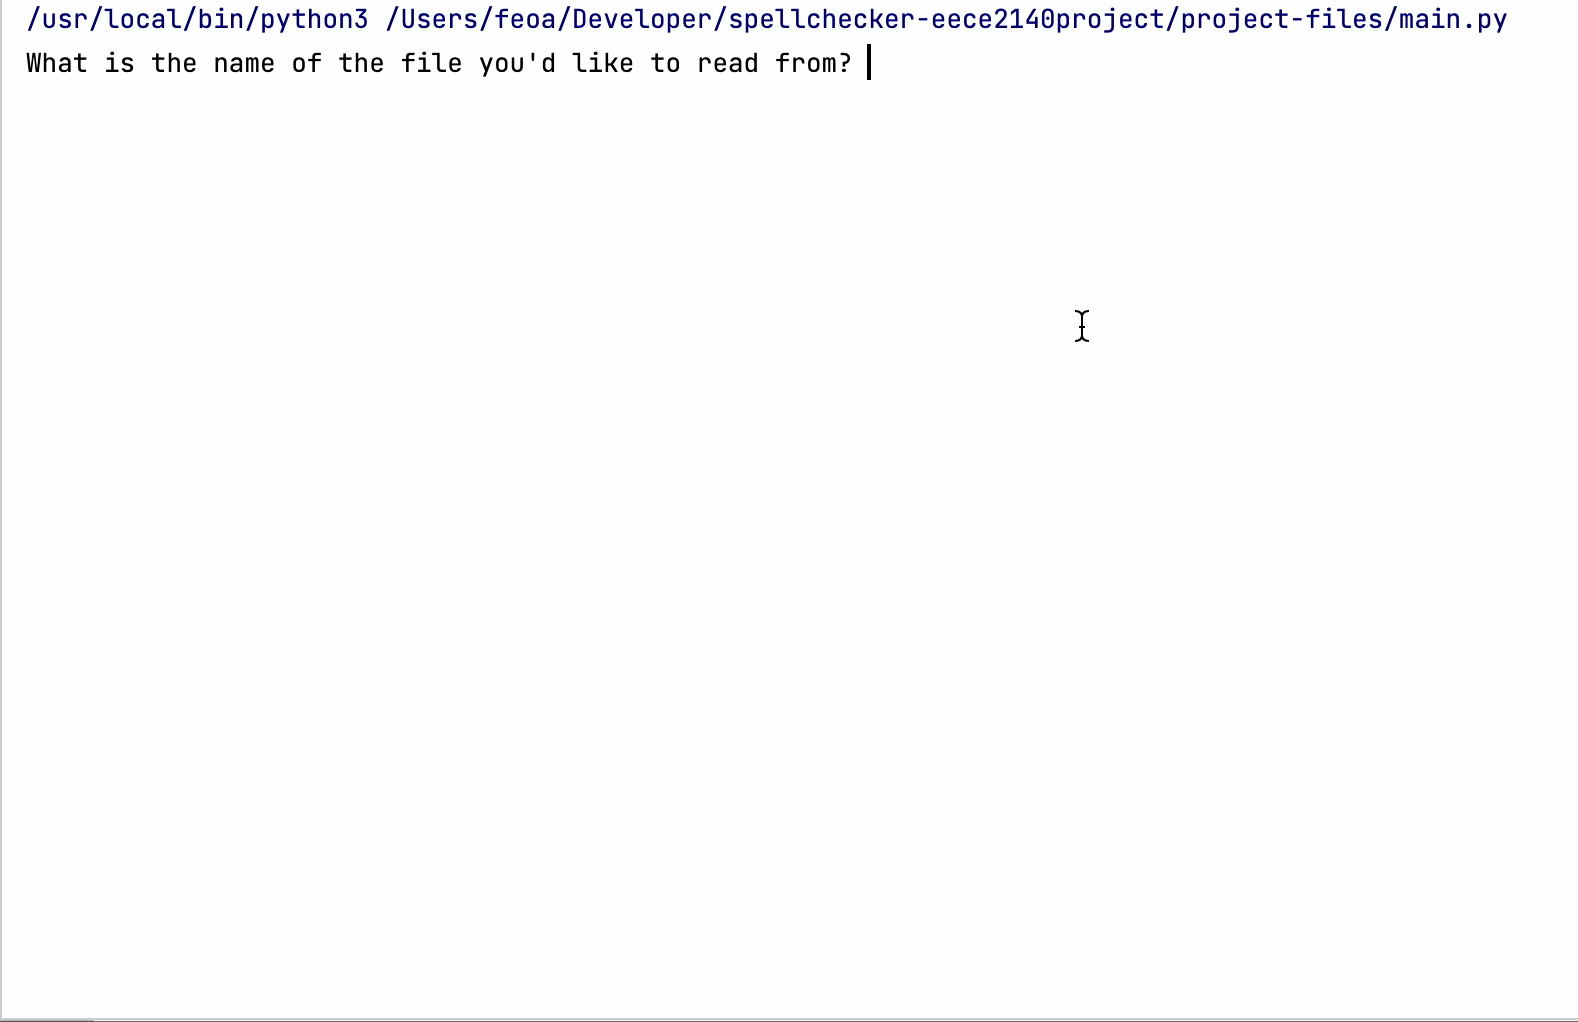 /usr/local/bin/python3 /Users/feoa/Developer/spellchecker-eece2140project/project-files/main.py
What is the name of the file you'd like to read from?